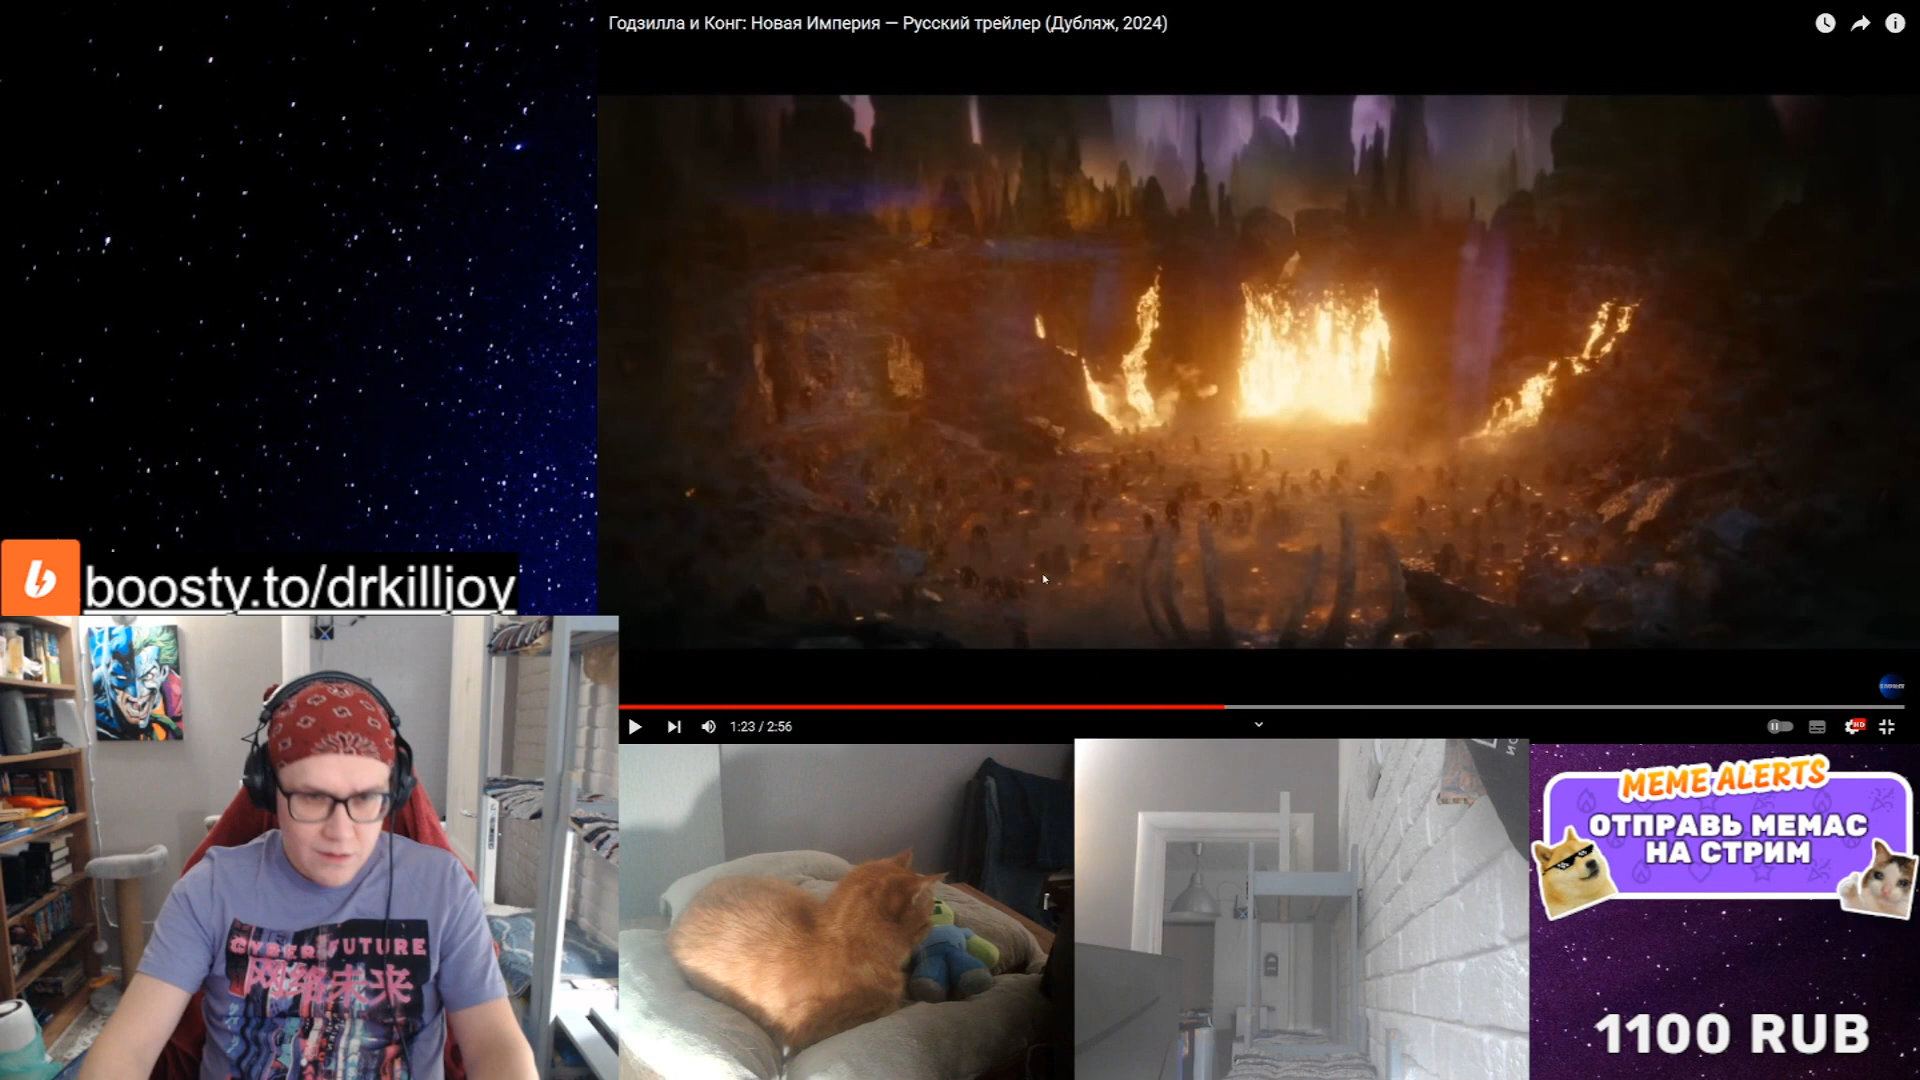 Годзилла и Конг: Новая Империя — Русский трейлер (Дубляж, 2024)
boosty.to/drkilljoy
1:23 / 2:56
HD
CYBER FUTURE
网络未来
MEME ALERTS
ОТПРАВЬ МЕМАС
НА СТРИМ
1100 RUB